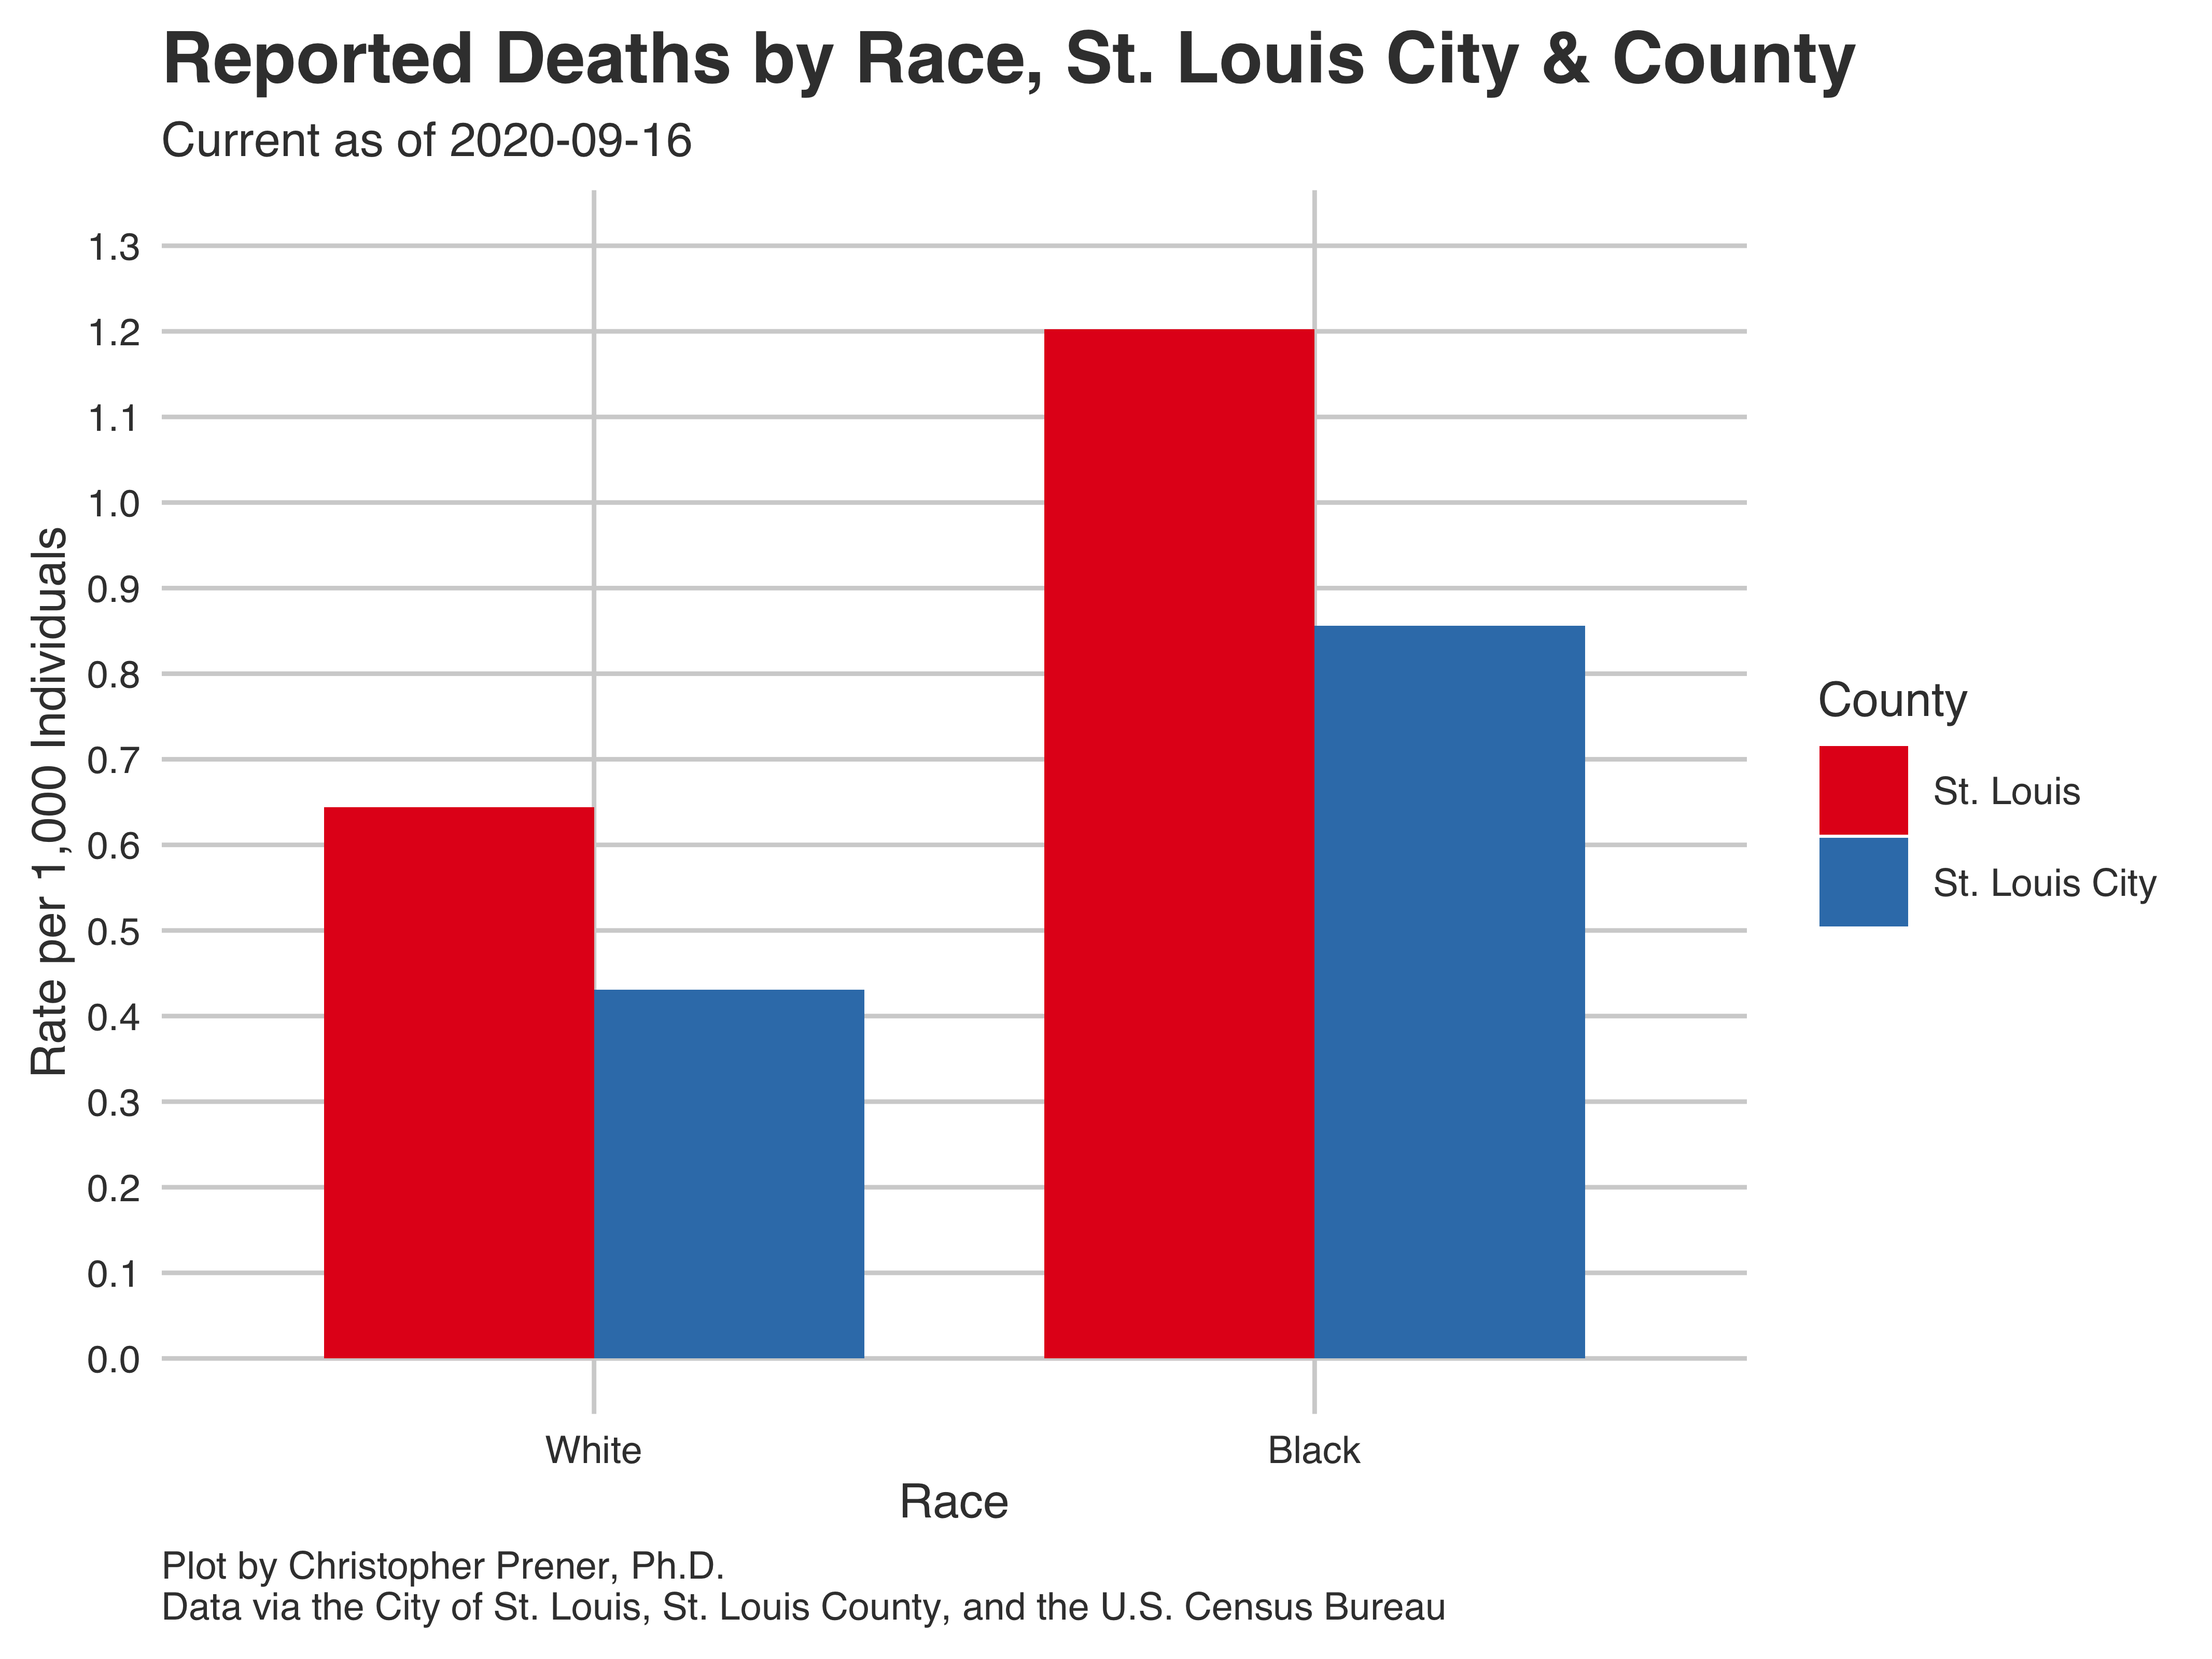 Reported Deaths by Race, St. Louis City & County
Current as of 2020-09-16
Rate per 1,000 Individuals
1.3
1.2
1.1
1.0
0.9
0.8
0.7
0.6
0.5
0.4
0.3
0.2
0.1
0.0
White
Black
Race
County
St. Louis
St. Louis City
Plot by Christopher Prener, Ph.D.
Data via the City of St. Louis, St. Louis County, and the U.S. Census Bureau